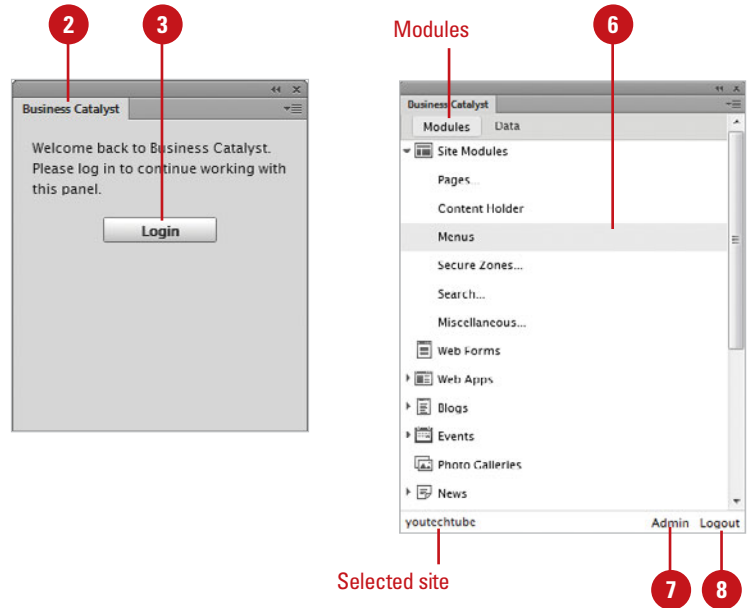 2
3
Business Catalyst
Welcome back to Business Catalyst.
Please log in to continue working with
this panel.
Login
Modules
6
Business Catalyst
Modules Data
Site Modules
Pages...
Content Holder
Menus
Secure Zones...
Search...
Miscellaneous...
Web Forms
Web Apps
Blogs
Events
Photo Galleries
News
youtechtube Admin Logout
Selected site
7
8